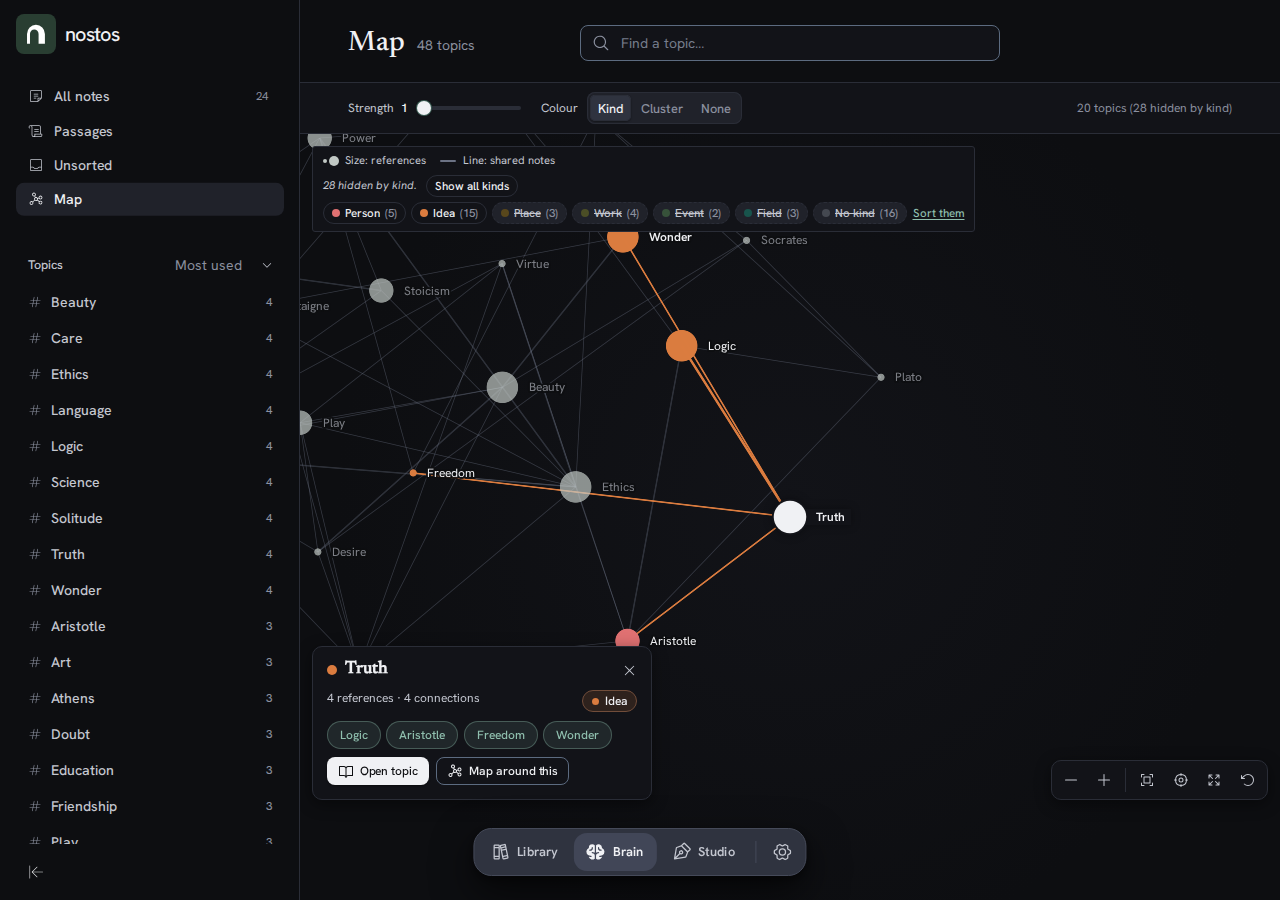 nostos
All notes 24
Passages
Unsorted
Map
Topics Most used
# Beauty 4
# Care 4
# Ethics 4
# Language 4
# Logic 4
# Science 4
# Solitude 4
# Truth 4
# Wonder 4
# Aristotle 3
# Art 3
# Athens 3
# Doubt 3
# Education 3
# Friendship 3
# Play 3
Map 48 topics
Find a topic...
Strength 1 Colour Kind Cluster None
20 topics (28 hidden by kind)
Power
Size: references Line: shared notes
28 hidden by kind. Show all kinds
Person (5) Idea (15) Place (3) Work (4) Event (2) Field (3) No kind (16) Sort them
Wonder
Socrates
Virtue
Stoicism
taigne
Logic
Plato
Beauty
Play
Freedom
Ethics
Truth
Desire
Aristotle
Truth
4 references · 4 connections
Idea
Logic Aristotle Freedom Wonder
Open topic Map around this
Library Brain Studio